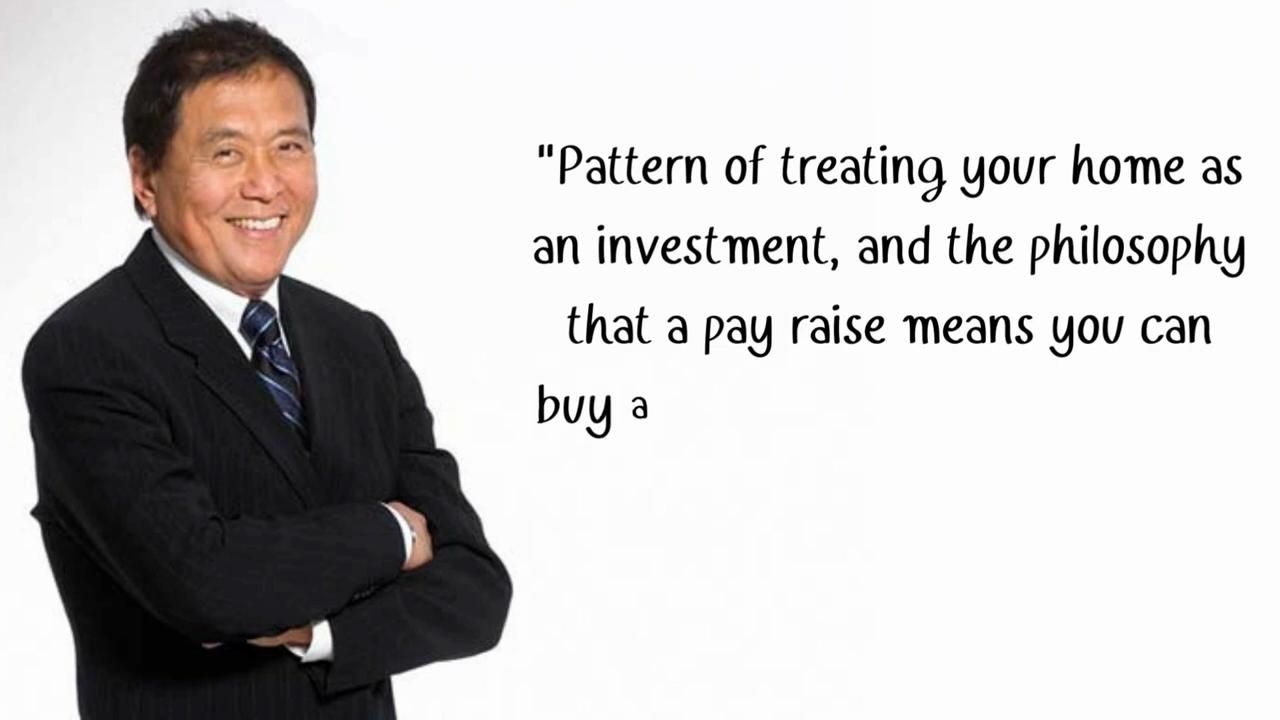 "Pattern of treating your home as
an investment, and the philosophy
that a pay raise means you can
buy a